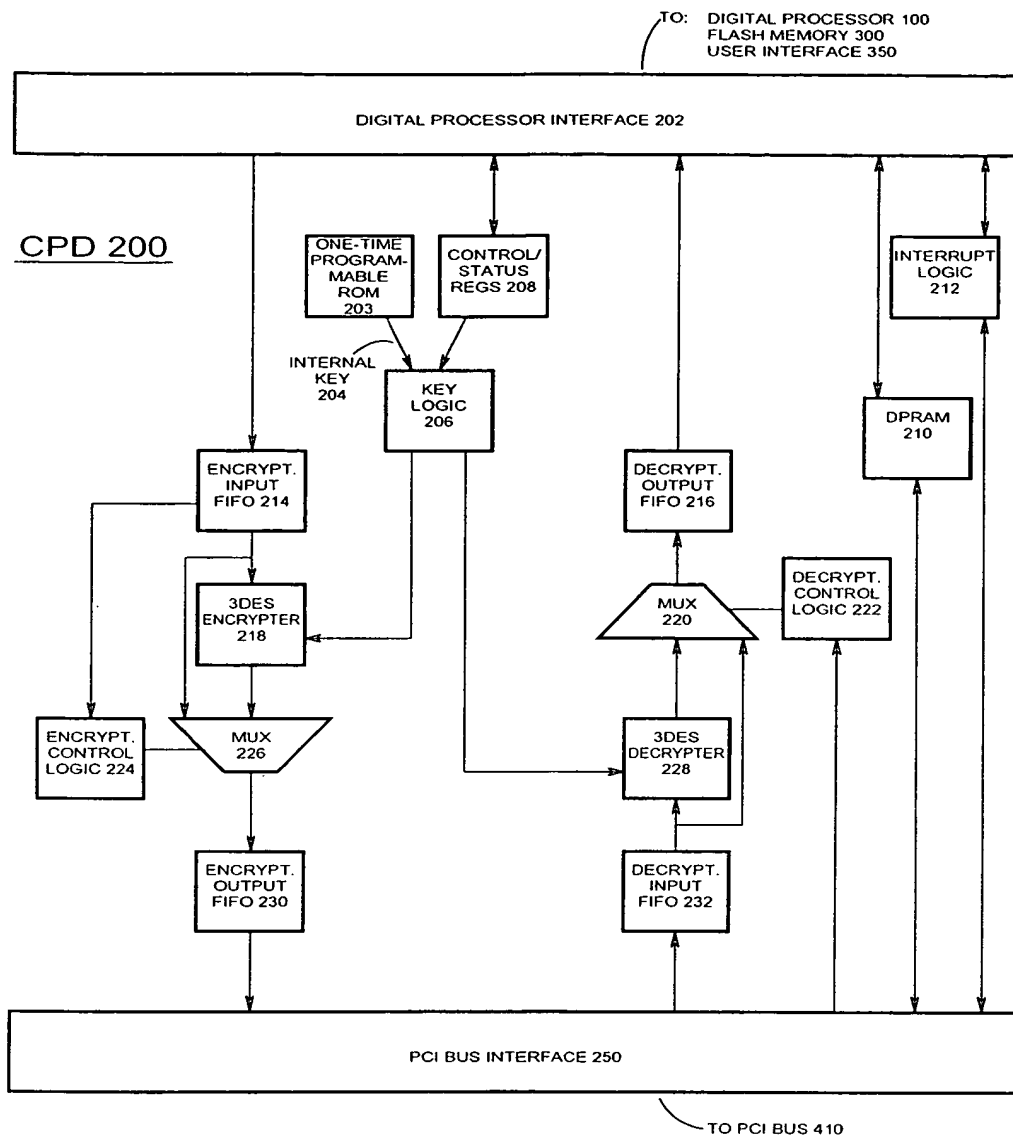 TO: DIGITAL PROCESSOR 100
FLASH MEMORY 300
USER INTERFACE 350
DIGITAL PROCESSOR INTERFACE 202
CPD 200
ONE-TIME
PROGRAM-
MABLE
ROM
203
CONTROL/
STATUS
REGS 208
INTERRUPT
LOGIC
212
INTERNAL
KEY
204
KEY
LOGIC
206
DPRAM
210
ENCRYPT.
INPUT
FIFO 214
DECRYPT.
OUTPUT
FIFO 216
3DES
ENCRYPTER
218
MUX
220
DECRYPT.
CONTROL
LOGIC 222
ENCRYPT.
CONTROL
LOGIC 224
MUX
226
3DES
DECRYPTER
228
ENCRYPT.
OUTPUT
FIFO 230
DECRYPT.
INPUT
FIFO 232
PCI BUS INTERFACE 250
TO PCI BUS 410